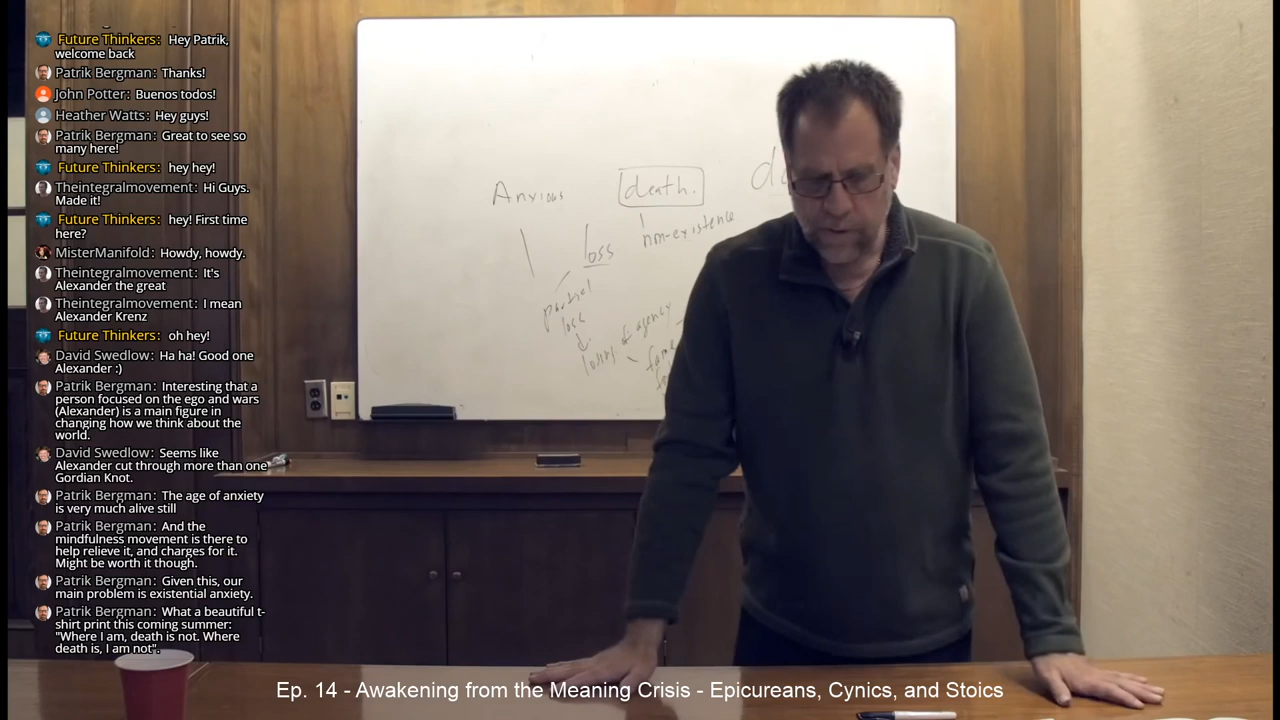 Future Thinkers: Hey Patrik,
welcome back
Patrik Bergman: Thanks!
John Potter: Buenos todos!
Heather Watts: Hey guys!
Patrik Bergman: Great to see so
many here!
Future Thinkers: hey hey!
Theintegralmovement: Hi Guys.
Made it!
Future Thinkers: hey! First time
here?
MisterManifold: Howdy, howdy.
Theintegralmovement: It's
Alexander the great
Theintegralmovement: I mean
Alexander Krenz
Future Thinkers: oh hey!
David Swedlow: Ha ha! Good one
Alexander :)
Patrik Bergman: Interesting that a
person focused on the ego and wars
(Alexander) is a main figure in
changing how we think about the
world.
David Swedlow: Seems like
Alexander cut through more than one
Gordian Knot.
Patrik Bergman: The age of anxiety
is very much alive still
Patrik Bergman: And the
mindfulness movement is there to
help relieve it, and charges for it.
Might be worth it though.
Patrik Bergman: Given this, our
main problem is existential anxiety.
Patrik Bergman: What a beautiful t-
shirt print this coming summer:
"Where I am, death is not. Where
death is, I am not".
Anxious death.
non-existence
loss
partial
loss
loss of agency
fame
Ep. 14 - Awakening from the Meaning Crisis - Epicureans, Cynics, and Stoics